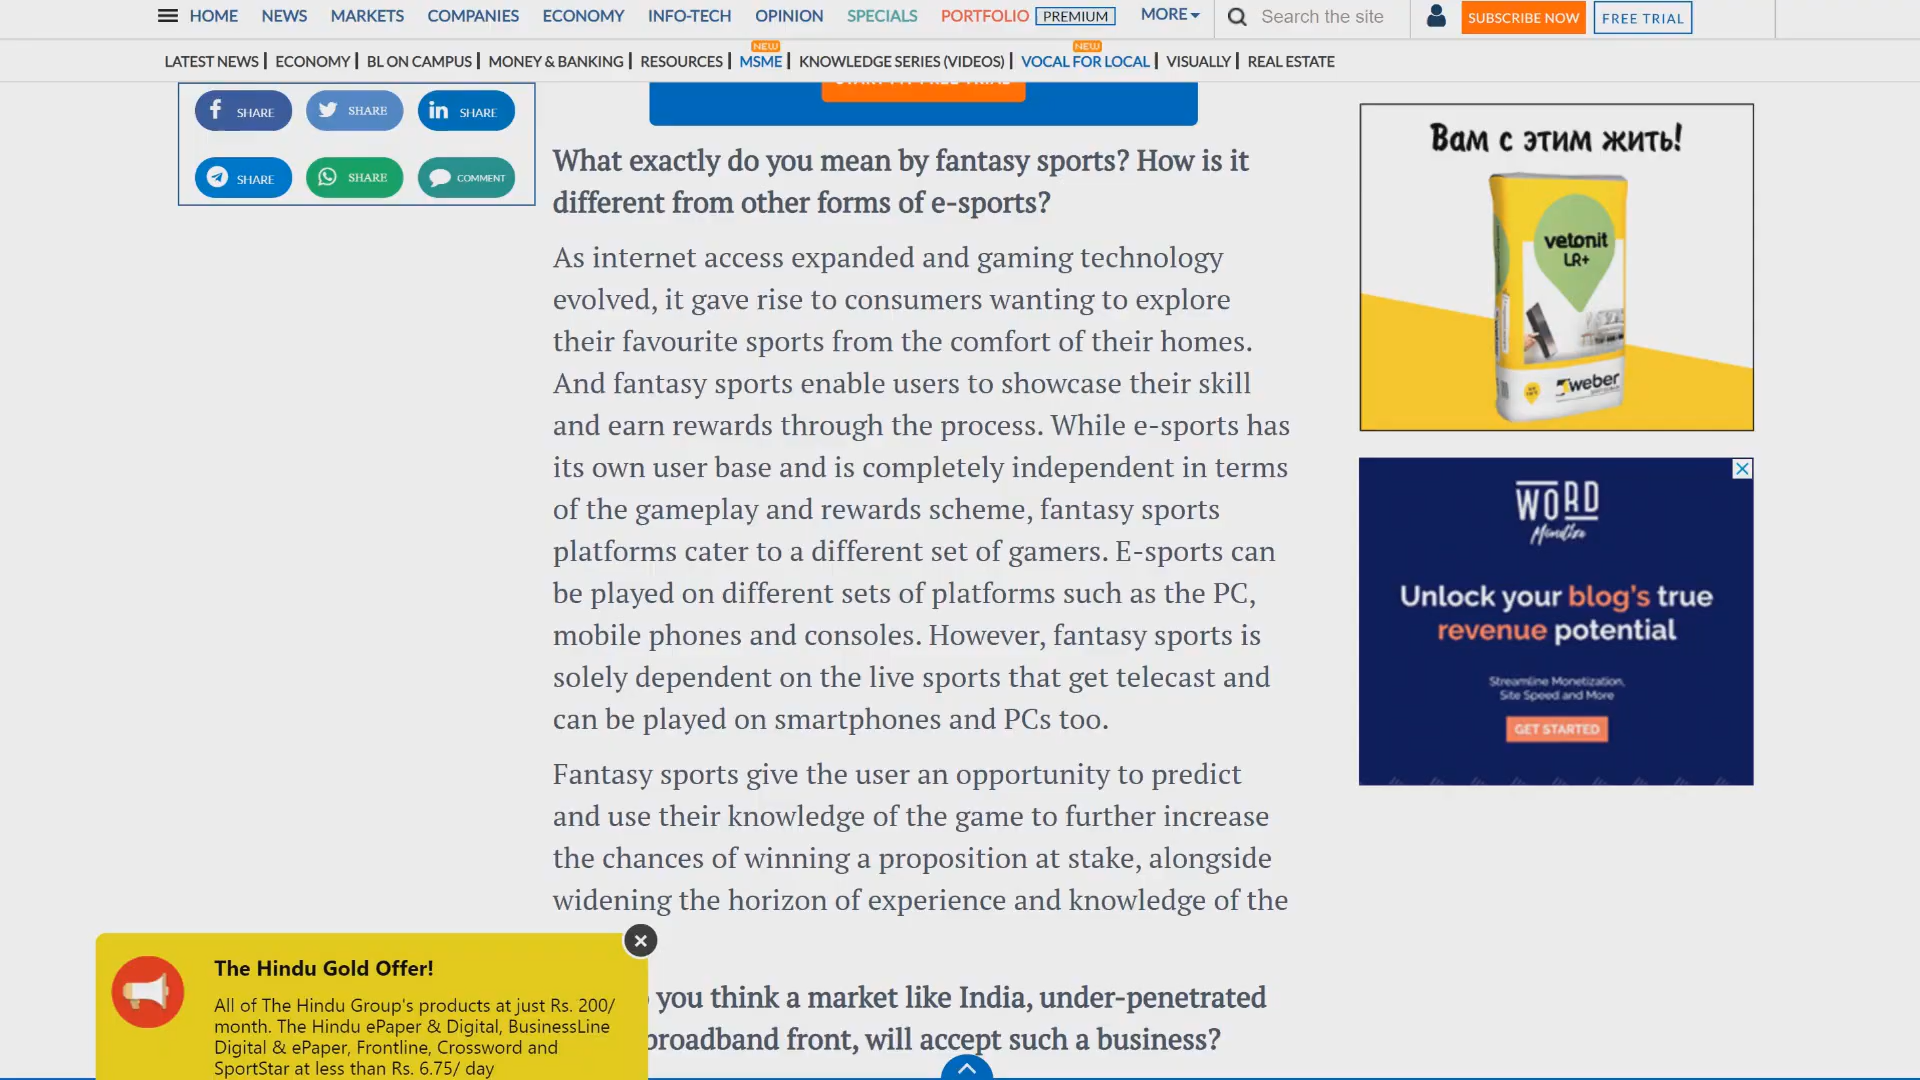 HOME NEWS MARKETS COMPANIES ECONOMY INFO-TECH OPINION SPECIALS PORTFOLIO PREMIUM MORE Search the site SUBSCRIBE NOW FREE TRIAL
NEW NEW
LATEST NEWS | ECONOMY | BL ON CAMPUS | MONEY & BANKING | RESOURCES | MSME | KNOWLEDGE SERIES (VIDEOS) | VOCAL FOR LOCAL | VISUALLY | REAL ESTATE
SHARE SHARE SHARE
SHARE SHARE COMMENT
What exactly do you mean by fantasy sports? How is it
different from other forms of e-sports?
As internet access expanded and gaming technology
evolved, it gave rise to consumers wanting to explore
their favourite sports from the comfort of their homes.
And fantasy sports enable users to showcase their skill
and earn rewards through the process. While e-sports has
its own user base and is completely independent in terms
of the gameplay and rewards scheme, fantasy sports
platforms cater to a different set of gamers. E-sports can
be played on different sets of platforms such as the PC,
mobile phones and consoles. However, fantasy sports is
solely dependent on the live sports that get telecast and
can be played on smartphones and PCs too.
Fantasy sports give the user an opportunity to predict
and use their knowledge of the game to further increase
the chances of winning a proposition at stake, alongside
widening the horizon of experience and knowledge of the
you think a market like India, under-penetrated
broadband front, will accept such a business?
Вам с этим жить!
vetonit
LR+
weber
WORD
Mindset
Unlock your blog's true
revenue potential
Streamline Monetization,
Site Speed and More
GET STARTED
The Hindu Gold Offer!
All of The Hindu Group's products at just Rs. 200/
month. The Hindu ePaper & Digital, BusinessLine
Digital & ePaper, Frontline, Crossword and
SportStar at less than Rs. 6.75/ day